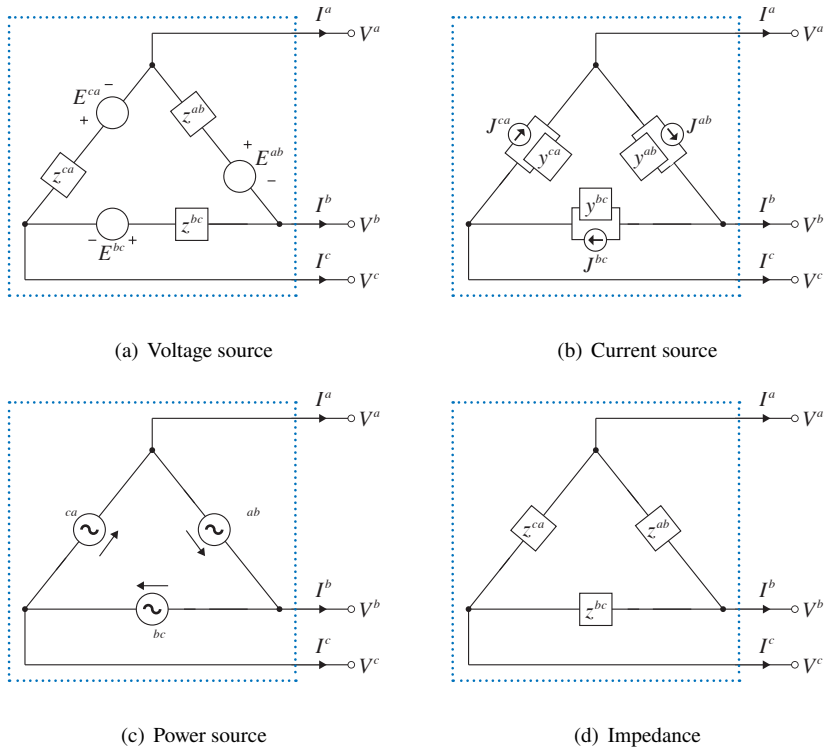 I^a
V^a
E^ca
−
+
z^ab
z^ca
+
E^ab
−
I^b
V^b
−
E^bc
+
z^bc
I^c
V^c
(a) Voltage source
I^a
V^a
J^ca
y^ca
J^ab
y^ab
y^bc
J^bc
I^b
V^b
I^c
V^c
(b) Current source
I^a
V^a
ca
ab
bc
I^b
V^b
I^c
V^c
(c) Power source
I^a
V^a
z^ca
z^ab
z^bc
I^b
V^b
I^c
V^c
(d) Impedance